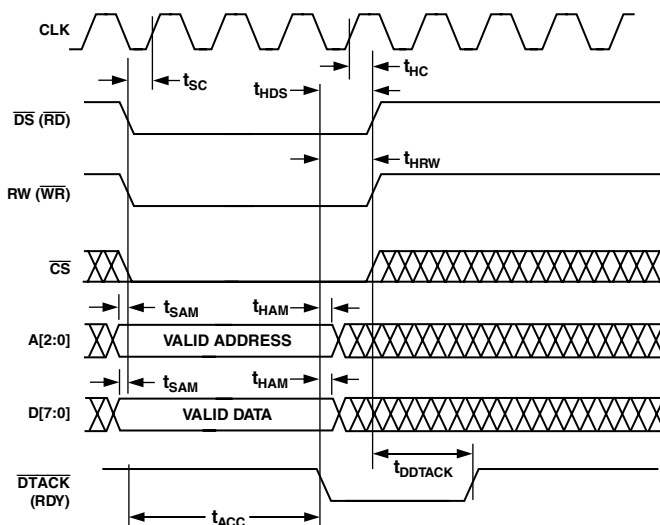 CLK
tSC
tHC
tHDS
DS (RD)
tHRW
RW (WR)
CS
tSAM
tHAM
A[2:0]
VALID ADDRESS
tSAM
tHAM
D[7:0]
VALID DATA
tDDTACK
DTACK
(RDY)
tACC